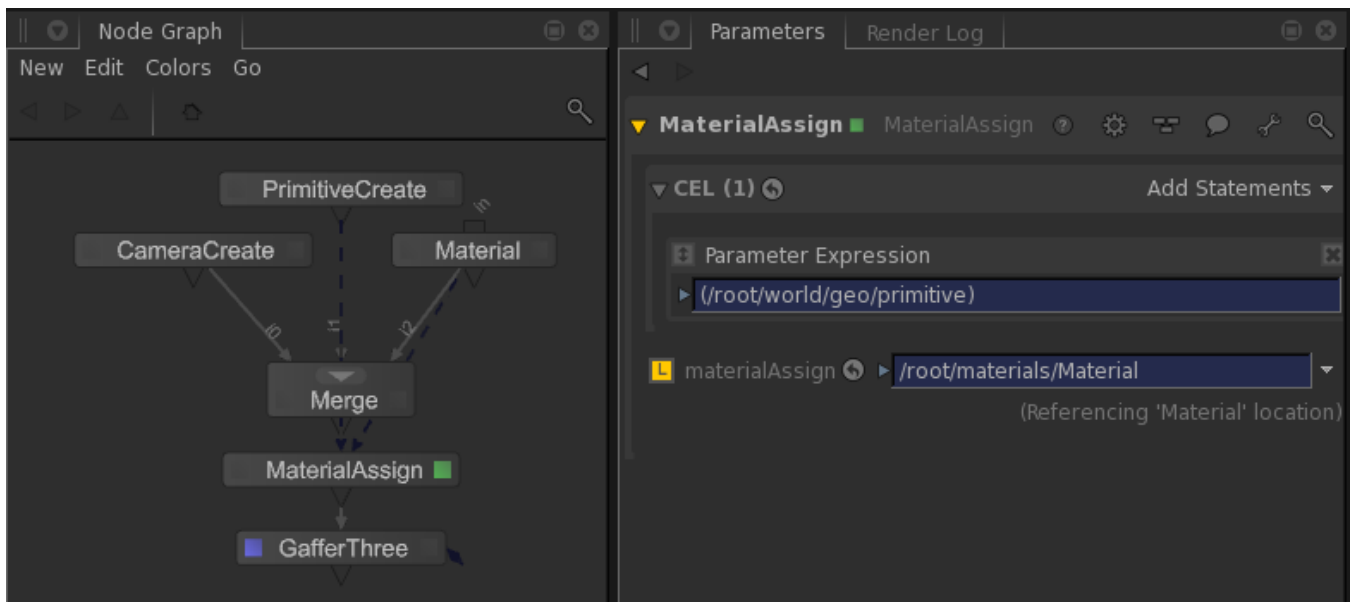 Node Graph
New Edit Colors Go
PrimitiveCreate
in
CameraCreate
Material
i0
i1
i2
Merge
MaterialAssign
GafferThree
Parameters
Render Log
MaterialAssign MaterialAssign ?
CEL (1)
Add Statements
Parameter Expression
(/root/world/geo/primitive)
L materialAssign /root/materials/Material
(Referencing 'Material' location)